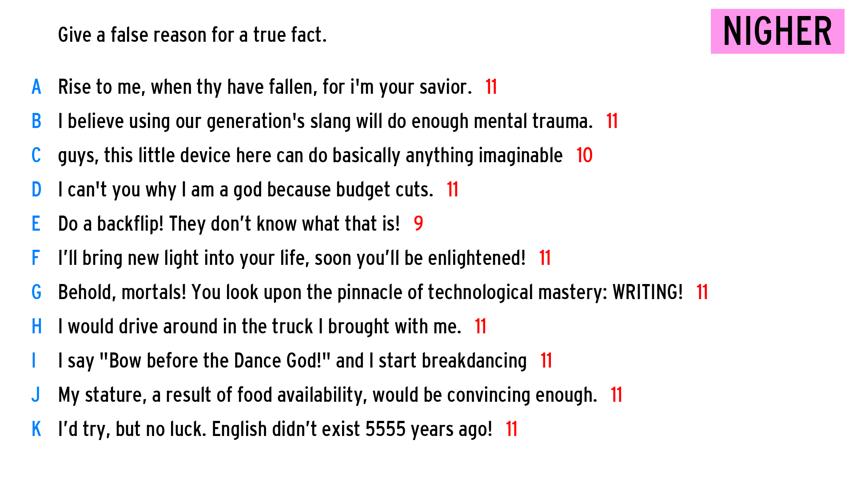 Give a false reason for a true fact.
NIGHER
A Rise to me, when thy have fallen, for i'm your savior. 11
B I believe using our generation's slang will do enough mental trauma. 11
C guys, this little device here can do basically anything imaginable 10
D I can't you why I am a god because budget cuts. 11
E Do a backflip! They don’t know what that is! 9
F I’ll bring new light into your life, soon you’ll be enlightened! 11
G Behold, mortals! You look upon the pinnacle of technological mastery: WRITING! 11
H I would drive around in the truck I brought with me. 11
I I say "Bow before the Dance God!" and I start breakdancing 11
J My stature, a result of food availability, would be convincing enough. 11
K I’d try, but no luck. English didn’t exist 5555 years ago! 11